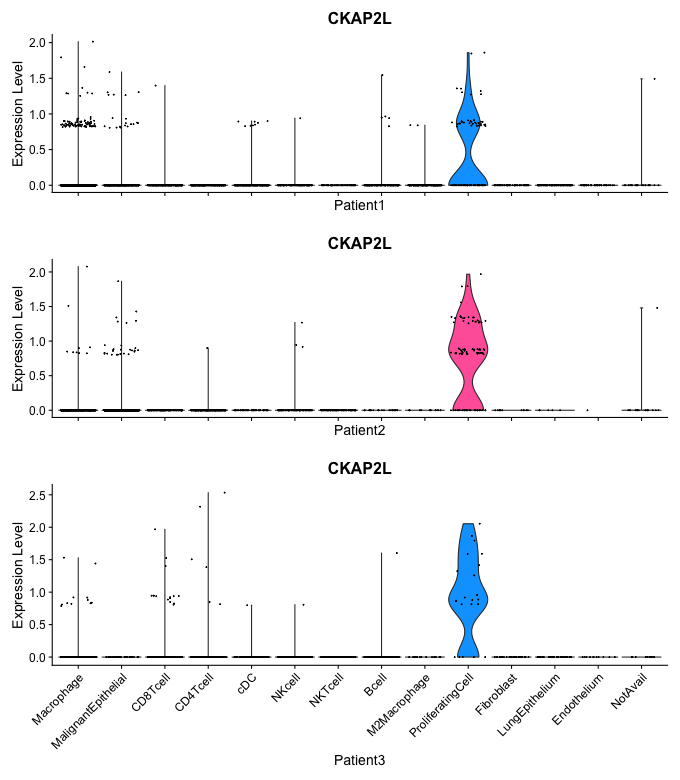 CKAP2L
Expression Level
2.0
1.5
1.0
0.5
0.0
Patient1
CKAP2L
Expression Level
2.0
1.5
1.0
0.5
0.0
Patient2
CKAP2L
Expression Level
2.5
2.0
1.5
1.0
0.5
0.0
Macrophage
MalignantEpithelial
CD8Tcell
CD4Tcell
cDC
NKcell
NKTcell
Bcell
M2Macrophage
ProliferatingCell
Fibroblast
LungEpithelium
Endothelium
NotAvail
Patient3